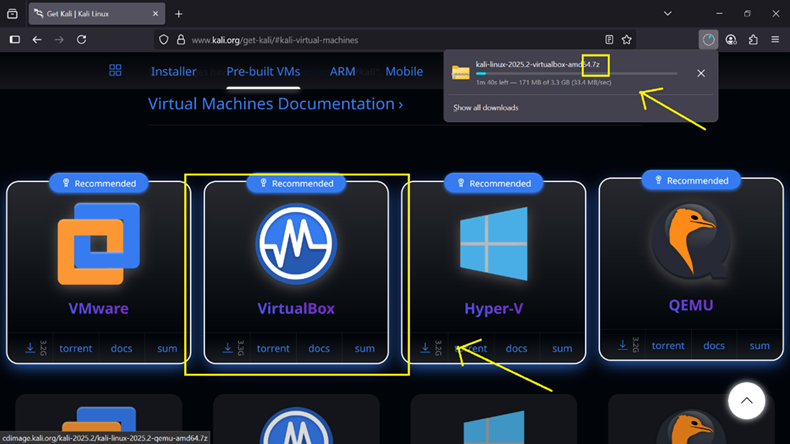 Get Kali | Kali Linux
www.kali.org/get-kali/#kali-virtual-machines
kali-linux-2025.2-virtualbox-amd64.7z
1m 40s left — 171 MB of 3.3 GB (33.4 MB/sec)
Show all downloads
Installer Pre-built VMs ARM Mobile
Virtual Machines Documentation ›
Recommended Recommended Recommended Recommended
VMware VirtualBox Hyper-V QEMU
3.2G torrent docs sum 3.3G torrent docs sum 3.2G torrent docs sum 3.2G torrent docs sum
cdimage.kali.org/kali-2025.2/kali-linux-2025.2-qemu-amd64.7z